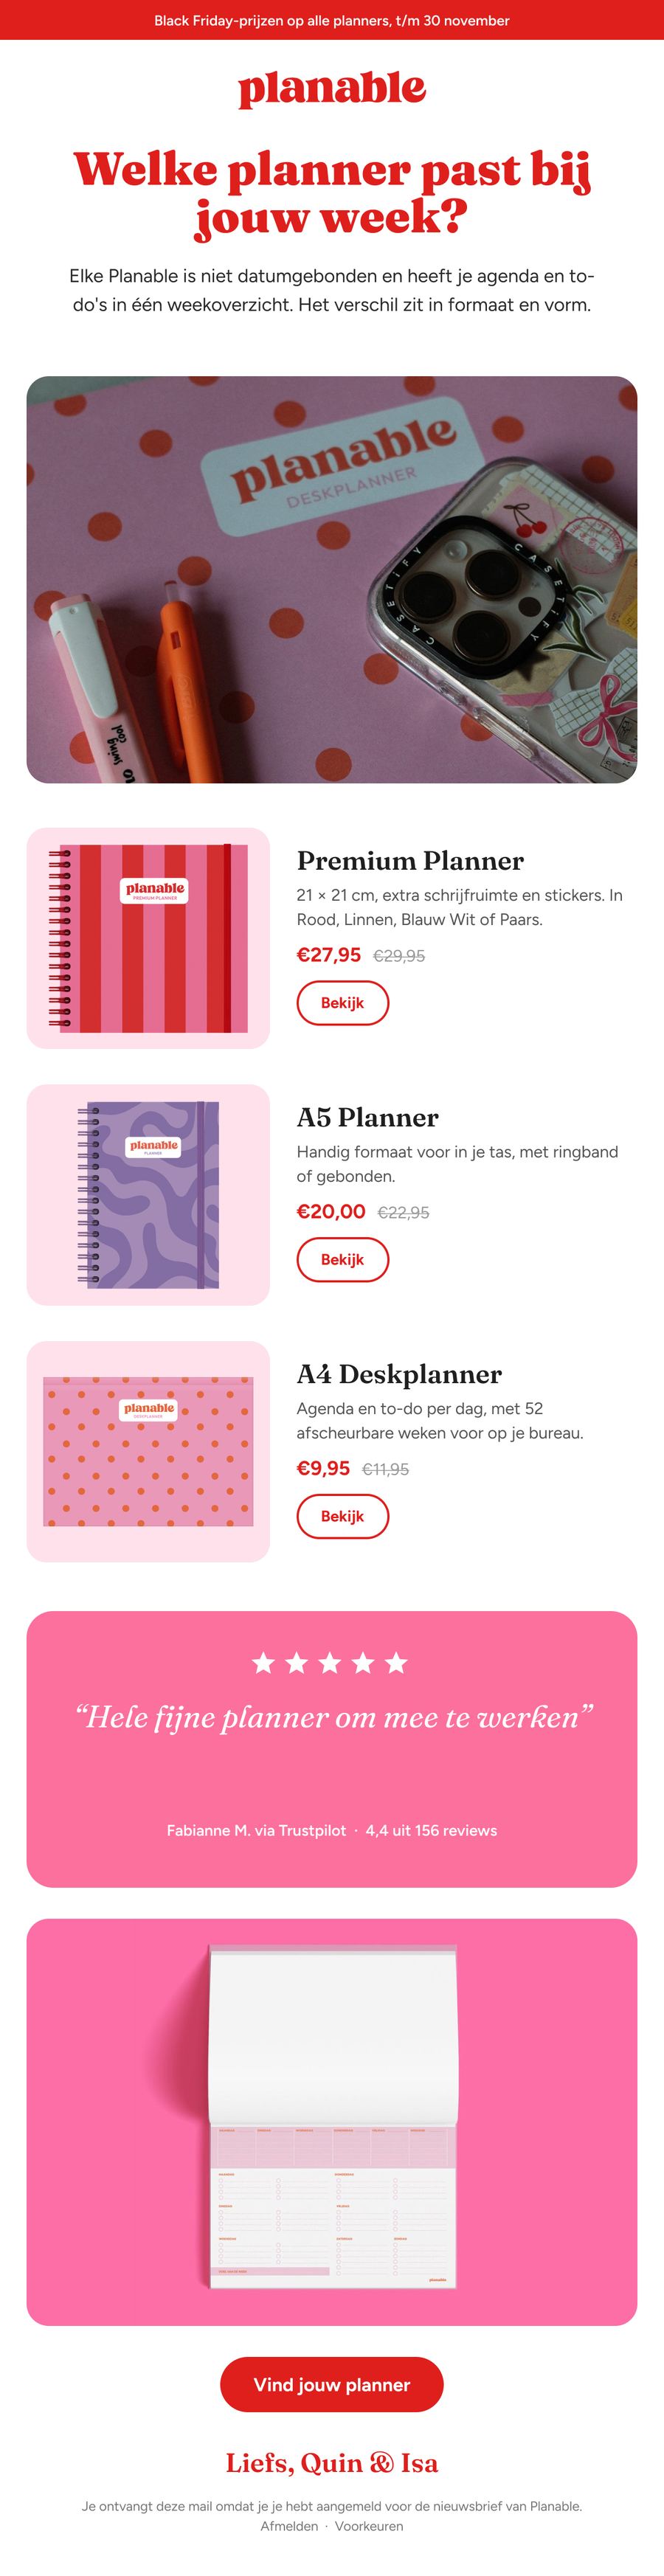 Black Friday-prijzen op alle planners, t/m 30 november
planable
Welke planner past bij
jouw week?
Elke Planable is niet datumgebonden en heeft je agenda en to-
do's in één weekoverzicht. Het verschil zit in formaat en vorm.
planable
DESKPLANNER
CASETiFY
CASETiFY
to swing
cool
planable
PREMIUM PLANNER
Premium Planner
21 × 21 cm, extra schrijfruimte en stickers. In
Rood, Linnen, Blauw Wit of Paars.
€27,95 €29,95
Bekijk
planable
PLANNER
A5 Planner
Handig formaat voor in je tas, met ringband
of gebonden.
€20,00 €22,95
Bekijk
planable
DESKPLANNER
A4 Deskplanner
Agenda en to-do per dag, met 52
afscheurbare weken voor op je bureau.
€9,95 €11,95
Bekijk
“Hele fijne planner om mee te werken”
Fabianne M. via Trustpilot · 4,4 uit 156 reviews
planable
Vind jouw planner
Liefs, Quin & Isa
Je ontvangt deze mail omdat je je hebt aangemeld voor de nieuwsbrief van Planable.
Afmelden · Voorkeuren